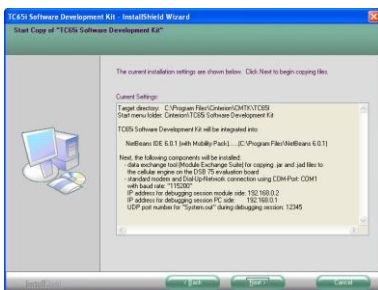 TC65i Software Development Kit - InstallShield Wizard
Start Copy of "TC65i Software Development Kit"
The current installation settings are shown below. Click Next to begin copying files.
Current Settings:
Target directory: C:\Program Files\Cinterion\CMTK\TC65i
Start menu folder: Cinterion\TC65i Software Development Kit
TC65i Software Development Kit will be integrated into:
NetBeans IDE 6.0.1 (with Mobility Pack).....(C:\Program Files\NetBeans 6.0.1)
Next, the following components will be installed:
- data exchange tool (Module Exchange Suite) for copying .jar and .jad files to
the cellular engine on the DSB 75 evaluation board
- standard modem and Dial-Up-Network connection using COM-Port: COM1
with baud rate: "115200"
IP address for debugging session module side: 192.168.0.2
IP address for debugging session PC side: 192.168.0.1
UDP port number for "System.out" during debugging session: 12345
InstallShield
< Back
Next >
Cancel